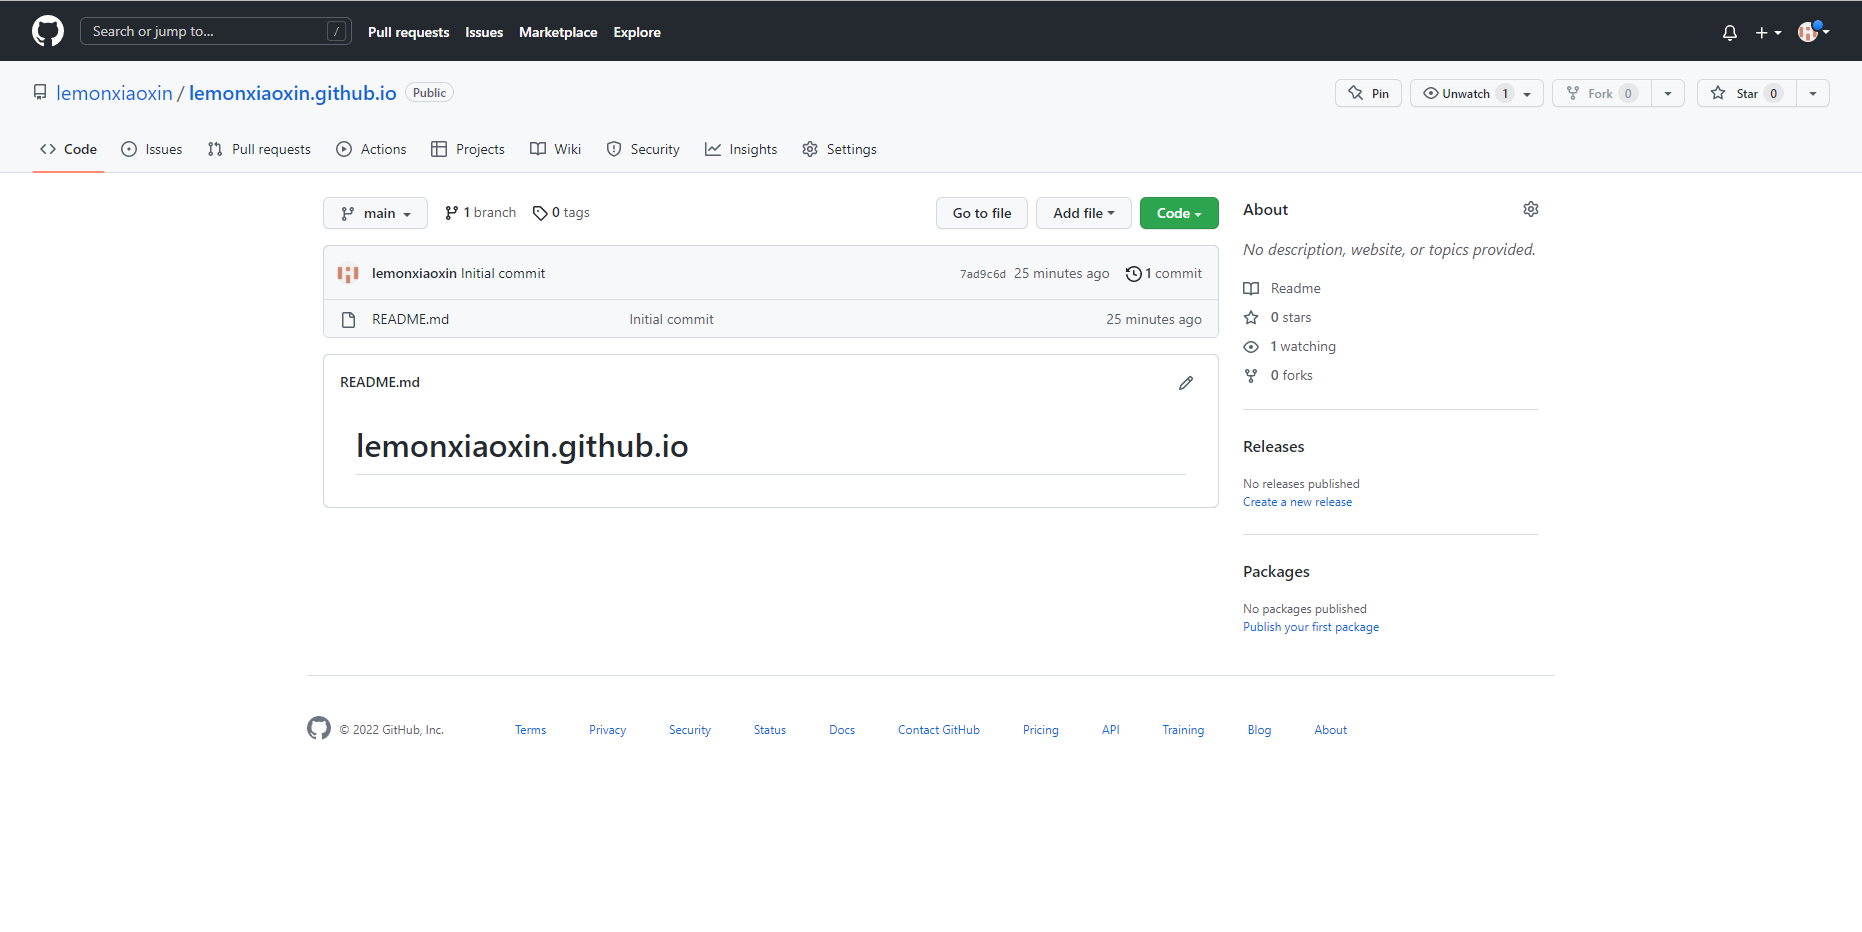 Search or jump to... /
Pull requests Issues Marketplace Explore
lemonxiaoxin / lemonxiaoxin.github.io Public
Pin Unwatch 1 Fork 0 Star 0
Code Issues Pull requests Actions Projects Wiki Security Insights Settings
main 1 branch 0 tags Go to file Add file Code
lemonxiaoxin Initial commit 7ad9c6d 25 minutes ago 1 commit
README.md Initial commit 25 minutes ago
README.md
lemonxiaoxin.github.io
About
No description, website, or topics provided.
Readme
0 stars
1 watching
0 forks
Releases
No releases published
Create a new release
Packages
No packages published
Publish your first package
© 2022 GitHub, Inc. Terms Privacy Security Status Docs Contact GitHub Pricing API Training Blog About